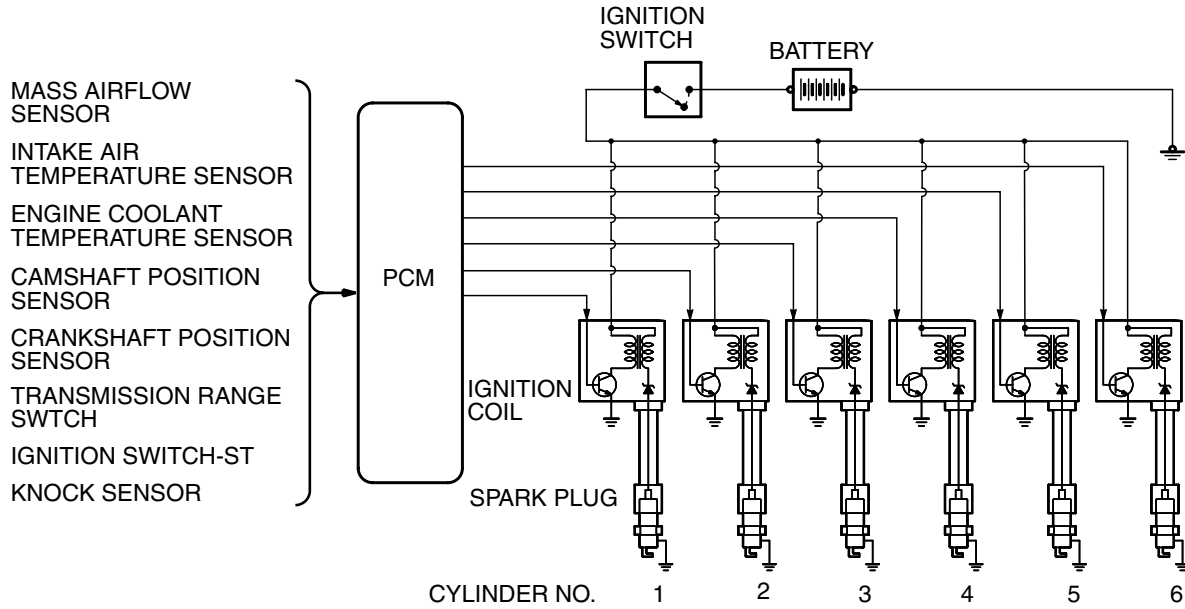 IGNITION
SWITCH
BATTERY
MASS AIRFLOW
SENSOR
INTAKE AIR
TEMPERATURE SENSOR
ENGINE COOLANT
TEMPERATURE SENSOR
CAMSHAFT POSITION
SENSOR
CRANKSHAFT POSITION
SENSOR
TRANSMISSION RANGE
SWTCH
IGNITION SWITCH-ST
KNOCK SENSOR
PCM
IGNITION
COIL
SPARK PLUG
CYLINDER NO. 1 2 3 4 5 6